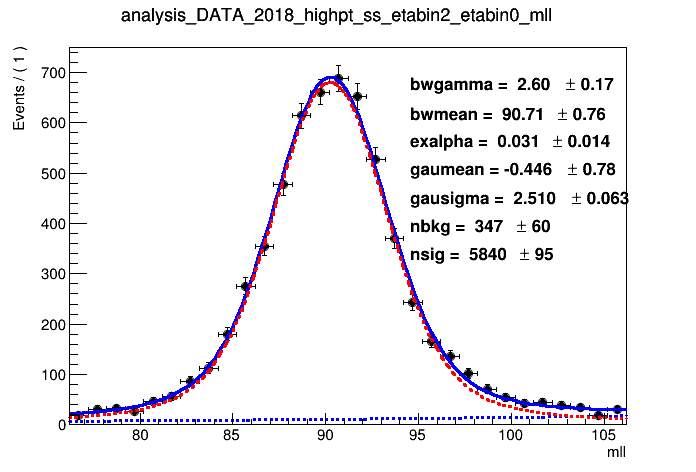 analysis_DATA_2018_highpt_ss_etabin2_etabin0_mll
Events / ( 1 )
700
600
500
400
300
200
100
0
bwgamma = 2.60 ± 0.17
bwmean = 90.71 ± 0.76
exalpha = 0.031 ± 0.014
gaumean = -0.446 ± 0.78
gausigma = 2.510 ± 0.063
nbkg = 347 ± 60
nsig = 5840 ± 95
80 85 90 95 100 105
mll